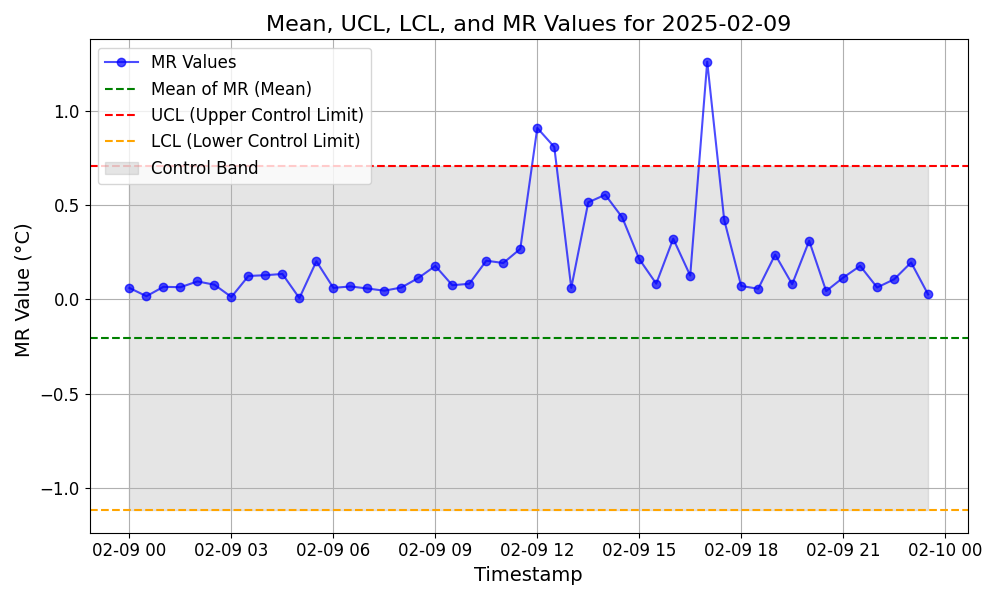 Mean, UCL, LCL, and MR Values for 2025-02-09
MR Values
Mean of MR (Mean)
UCL (Upper Control Limit)
LCL (Lower Control Limit)
Control Band
MR Value (°C)
1.0
0.5
0.0
−0.5
−1.0
02-09 00 02-09 03 02-09 06 02-09 09 02-09 12 02-09 15 02-09 18 02-09 21 02-10 00
Timestamp